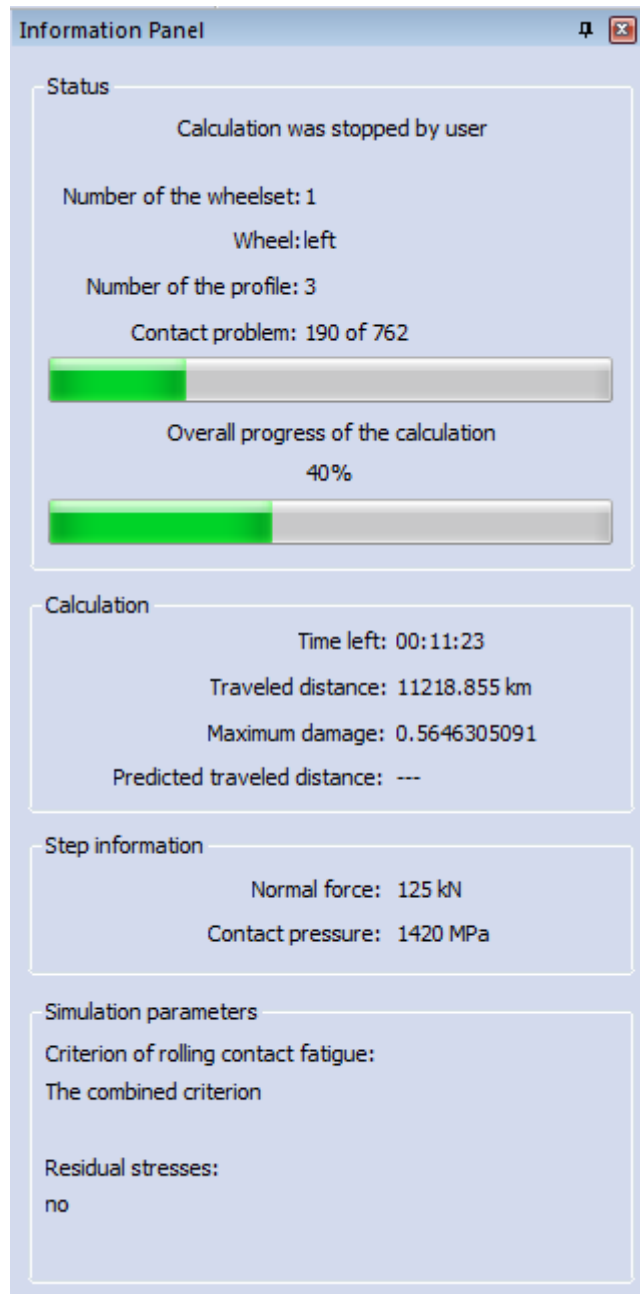 Information Panel
Status
Calculation was stopped by user
Number of the wheelset: 1
Wheel: left
Number of the profile: 3
Contact problem: 190 of 762
Overall progress of the calculation
40%
Calculation
Time left: 00:11:23
Traveled distance: 11218.855 km
Maximum damage: 0.5646305091
Predicted traveled distance: ---
Step information
Normal force: 125 kN
Contact pressure: 1420 MPa
Simulation parameters
Criterion of rolling contact fatigue:
The combined criterion
Residual stresses:
no